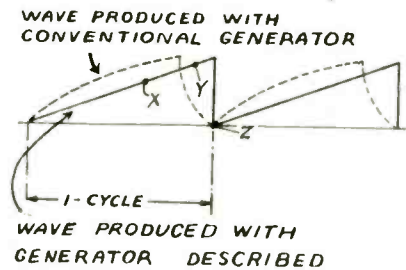 WAVE PRODUCED WITH
CONVENTIONAL GENERATOR
Y
X
Z
1-CYCLE
WAVE PRODUCED WITH
GENERATOR DESCRIBED